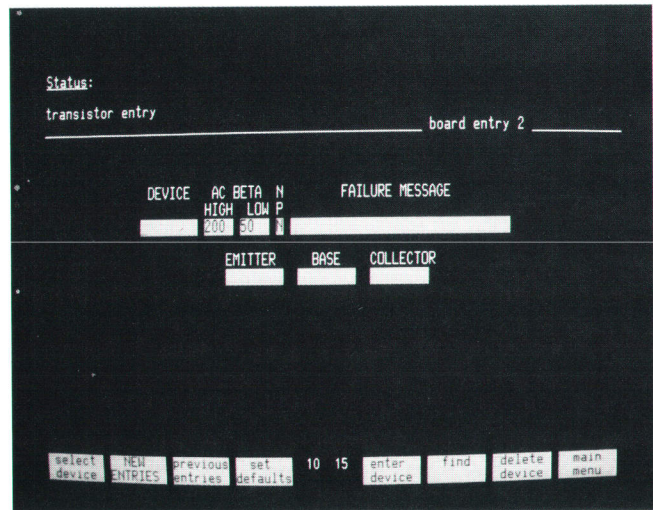 Status:
transistor entry
board entry 2
DEVICE AC BETA N FAILURE MESSAGE
HIGH LOW P
200 50 N
EMITTER BASE COLLECTOR
select NEW previous set 10 15 enter find delete main
device ENTRIES entries defaults device device menu